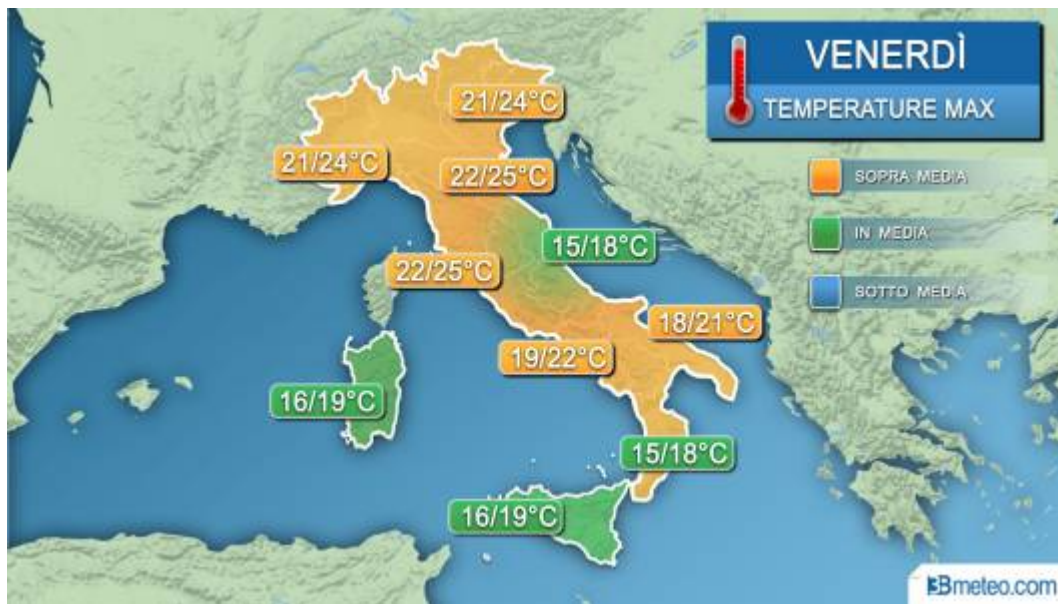 VENERDÌ
TEMPERATURE MAX
SOPRA MEDIA
IN MEDIA
SOTTO MEDIA
21/24°C
21/24°C
22/25°C
15/18°C
22/25°C
18/21°C
19/22°C
16/19°C
15/18°C
16/19°C
3Bmeteo.com